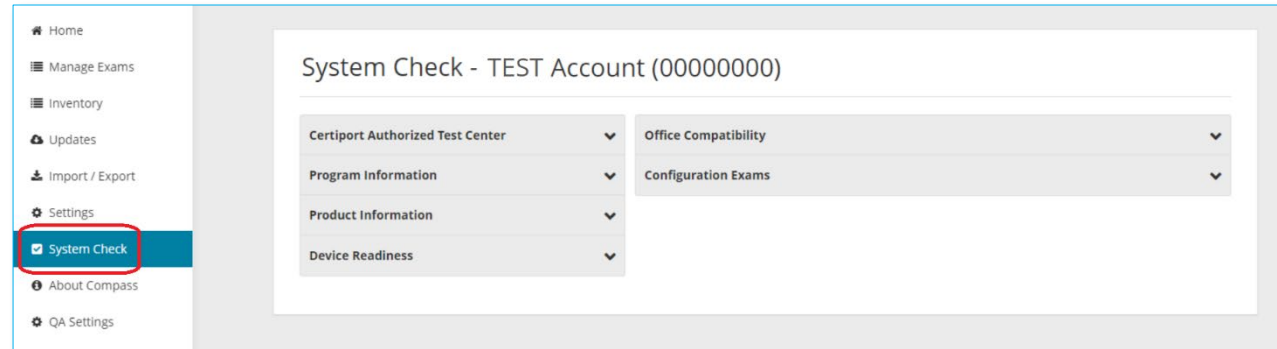 Home
Manage Exams
Inventory
Updates
Import / Export
Settings
System Check
About Compass
QA Settings
System Check - TEST Account (00000000)
Certiport Authorized Test Center
Program Information
Product Information
Device Readiness
Office Compatibility
Configuration Exams